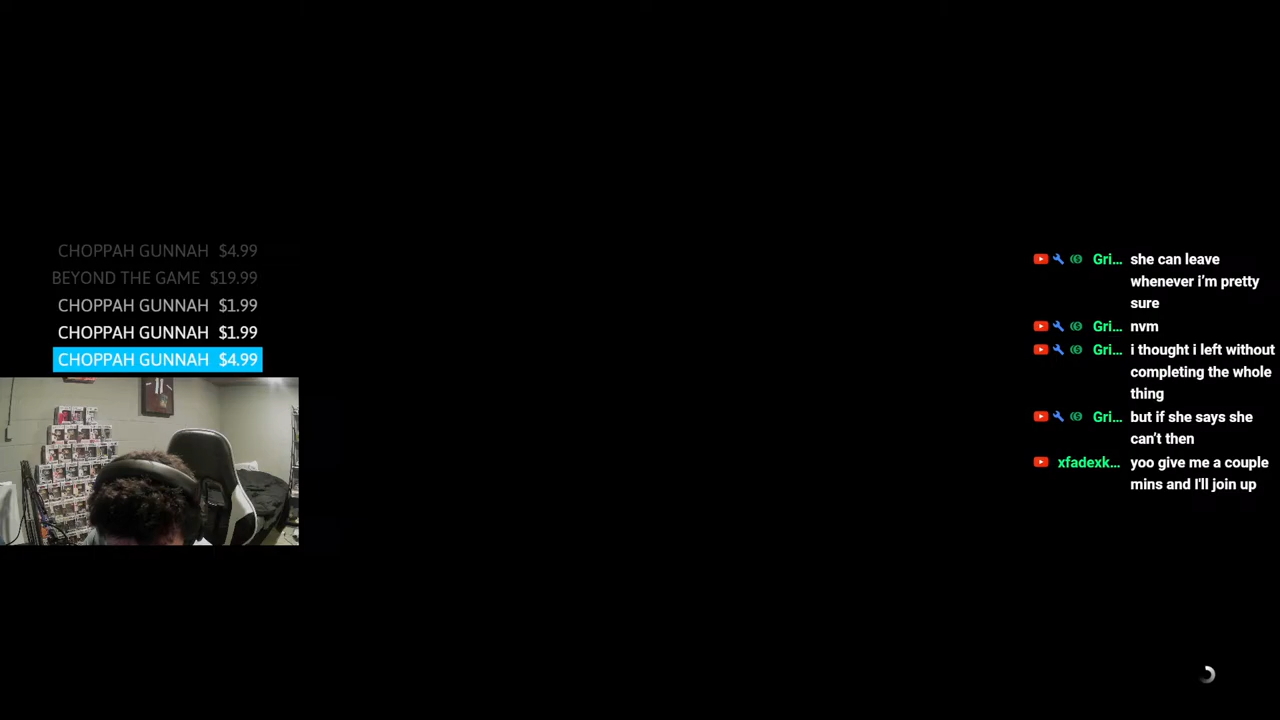 CHOPPAH GUNNAH $4.99
BEYOND THE GAME $19.99
CHOPPAH GUNNAH $1.99
CHOPPAH GUNNAH $1.99
CHOPPAH GUNNAH $4.99
Gri... she can leave
whenever i'm pretty
sure
Gri... nvm
Gri... i thought i left without
completing the whole
thing
Gri... but if she says she
can't then
xfadexk... yoo give me a couple
mins and I'll join up